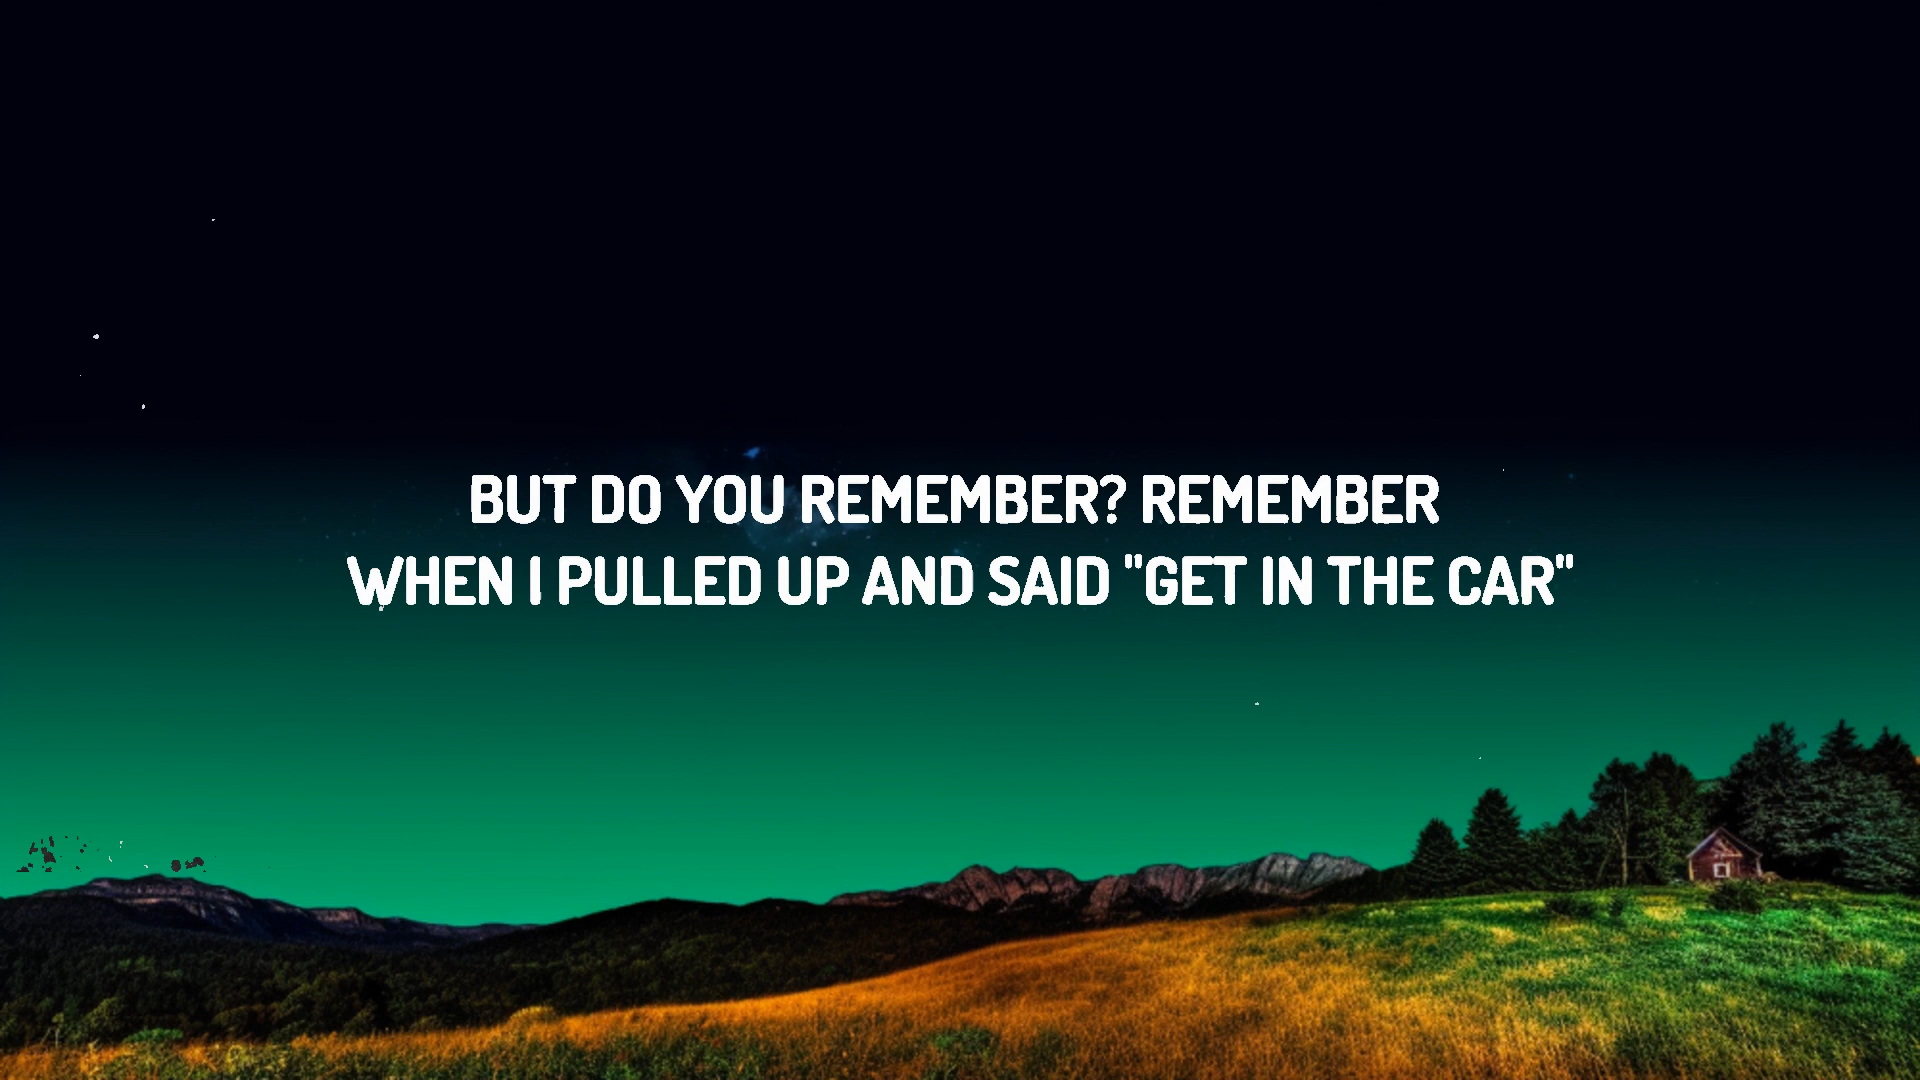 BUT DO YOU REMEMBER? REMEMBER
WHEN I PULLED UP AND SAID "GET IN THE CAR"